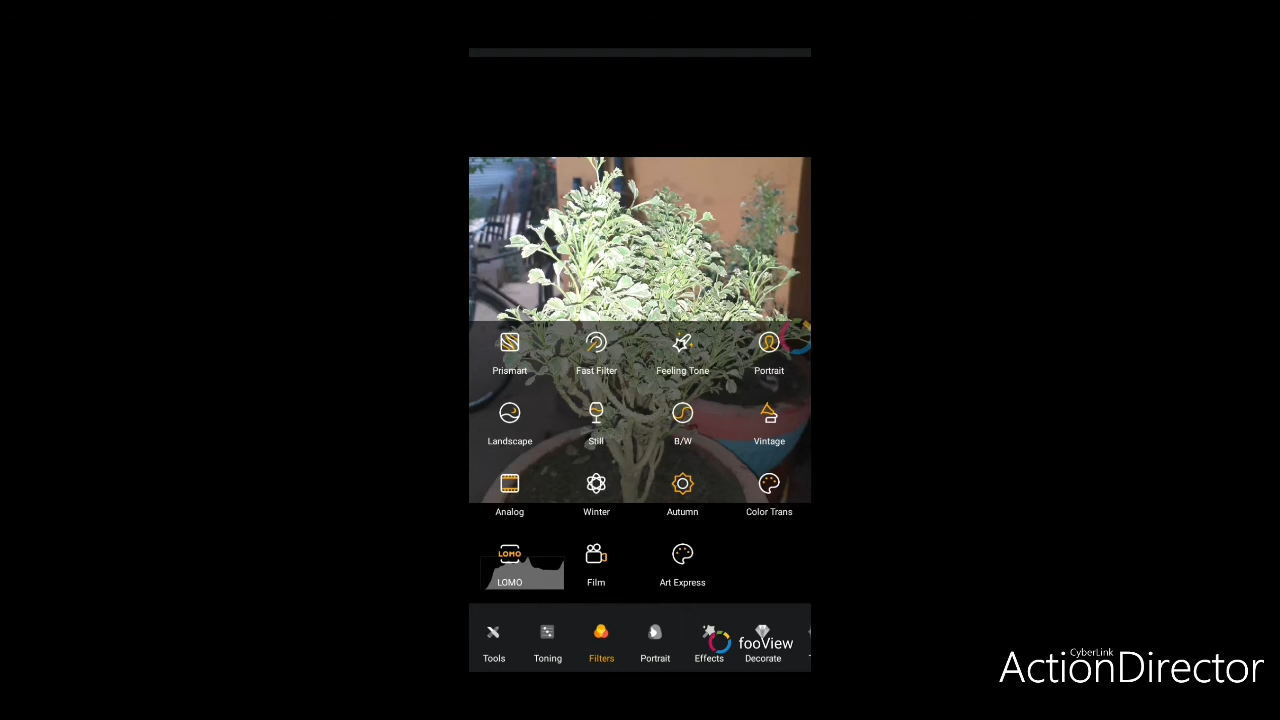 Prismart Fast Filter Feeling Tone Portrait
Landscape Still B/W Vintage
Analog Winter Autumn Color Trans
LOMO
LOMO Film Art Express
fooView
Tools Toning Filters Portrait Effects Decorate
CyberLink
ActionDirector